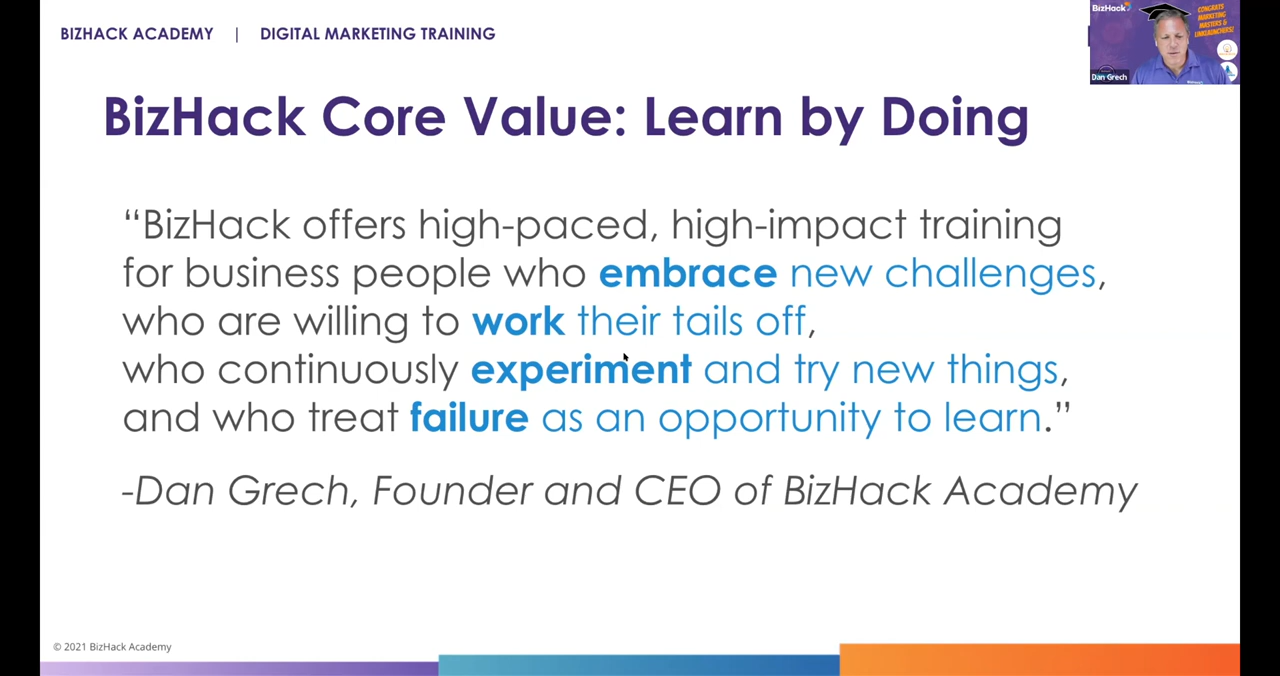 BIZHACK ACADEMY | DIGITAL MARKETING TRAINING
BizHack
CONGRATS
MARKETING
MASTERS &
LINKLAUNCHERS!
Dan Grech
BizHack Core Value: Learn by Doing
“BizHack offers high-paced, high-impact training
for business people who embrace new challenges,
who are willing to work their tails off,
who continuously experiment and try new things,
and who treat failure as an opportunity to learn.”
-Dan Grech, Founder and CEO of BizHack Academy
© 2021 BizHack Academy